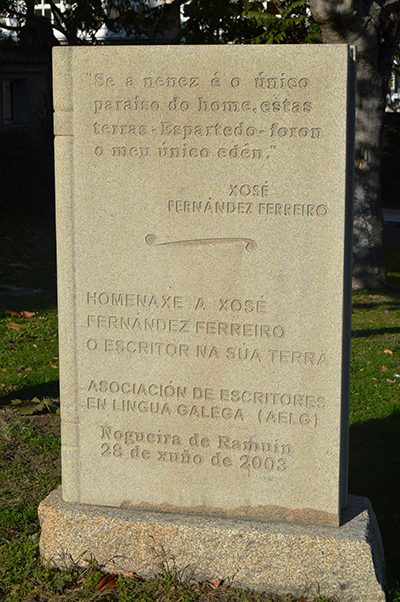 "Se a nenez é o único
paraíso do home, estas
terras-Espartedo-foron
o meu único edén."
XOSÉ
FERNÁNDEZ FERREIRO
HOMENAXE A XOSÉ
FERNANDEZ FERREIRO
O ESCRITOR NA SÚA TERRA
ASOCIACIÓN DE ESCRITORES
EN LINGUA GALEGA (AELG)
Nogueira de Ramuín
28 de xuño de 2003